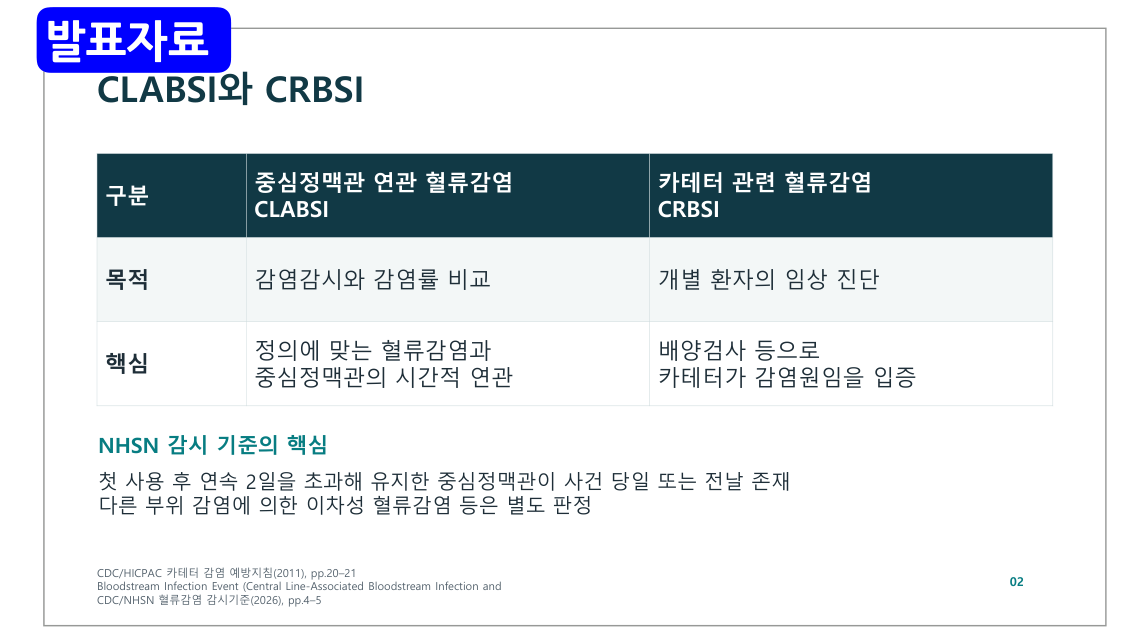 발표자료
CLABSI와 CRBSI
구분
중심정맥관 연관 혈류감염
CLABSI
카테터 관련 혈류감염
CRBSI
목적
감염감시와 감염률 비교
개별 환자의 임상 진단
핵심
정의에 맞는 혈류감염과
중심정맥관의 시간적 연관
배양검사 등으로
카테터가 감염원임을 입증
NHSN 감시 기준의 핵심
첫 사용 후 연속 2일을 초과해 유지한 중심정맥관이 사건 당일 또는 전날 존재
다른 부위 감염에 의한 이차성 혈류감염 등은 별도 판정
CDC/HICPAC 카테터 감염 예방지침(2011), pp.20–21
Bloodstream Infection Event (Central Line-Associated Bloodstream Infection and
CDC/NHSN 혈류감염 감시기준(2026), pp.4–5
02